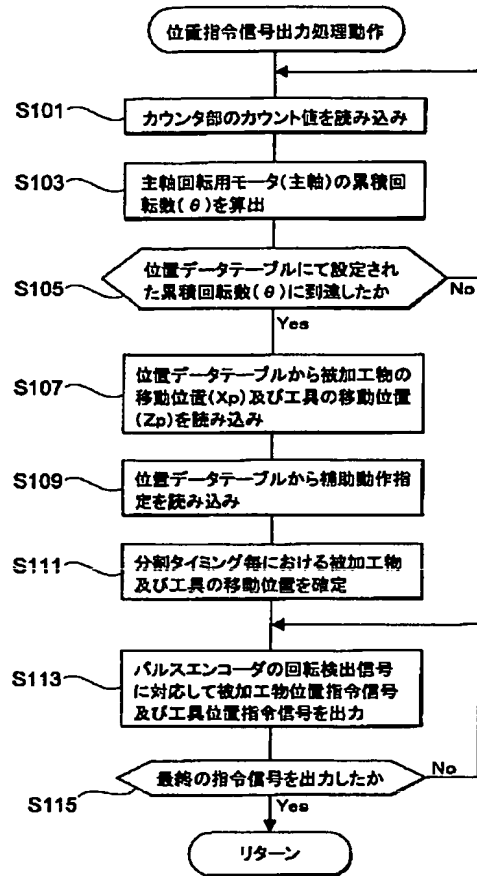 位置指令信号出力処理動作
S101
カウンタ部のカウント値を読み込み
S103
主軸回転用モータ(主軸)の累積回
転数(θ)を算出
S105
位置データテーブルにて設定され
た累積回転数(θ)に到達したか
No
Yes
S107
位置データテーブルから被加工物の
移動位置(Xp)及び工具の移動位置
(Zp)を読み込み
S109
位置データテーブルから補助動作指
定を読み込み
S111
分割タイミング毎における被加工物
及び工具の移動位置を確定
S113
パルスエンコーダの回転検出信号
に対応して被加工物位置指令信号
及び工具位置指令信号を出力
S115
最終の指令信号を出力したか
No
Yes
リターン